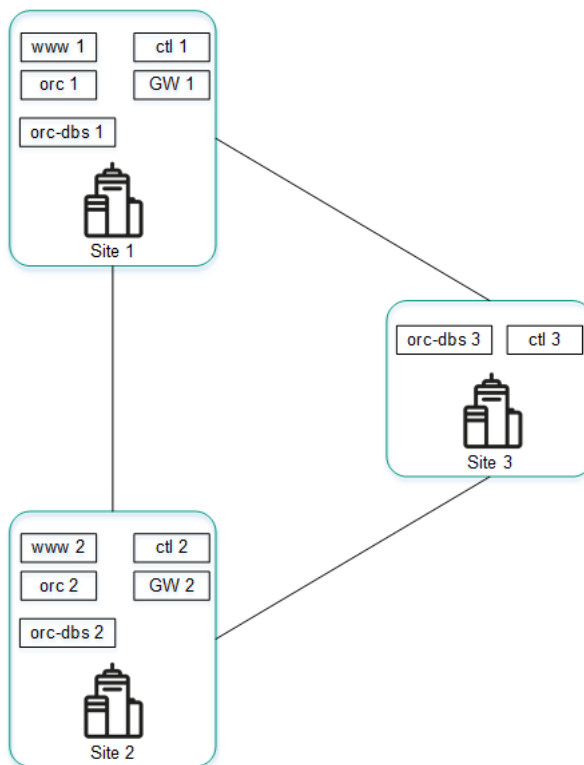 www 1
ctl 1
orc 1
GW 1
orc-dbs 1
Site 1
orc-dbs 3
ctl 3
Site 3
www 2
ctl 2
orc 2
GW 2
orc-dbs 2
Site 2